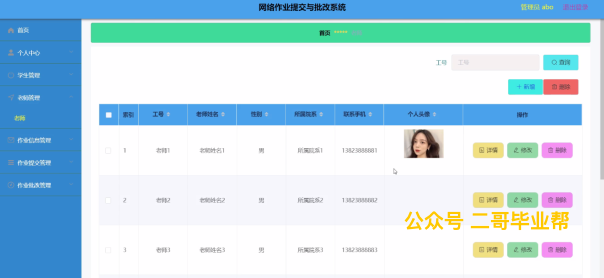 网络作业提交与批改系统
管理员 abo 退出登录
首页
个人中心
学生管理
老师管理
老师
作业信息管理
作业提交管理
作业批改管理
首页
工号 工号 查询
+ 新增 删除
索引 工号 老师姓名 性别 所属院系 联系手机 个人头像 操作
1 老师1 老师姓名1 男 所属院系1 13823888881 详情 修改 删除
2 老师2 老师姓名2 男 所属院系2 13823888882 详情 修改 删除
3 老师3 老师姓名3 男 所属院系3 13823888883 详情 修改 删除
公众号 二哥毕业帮